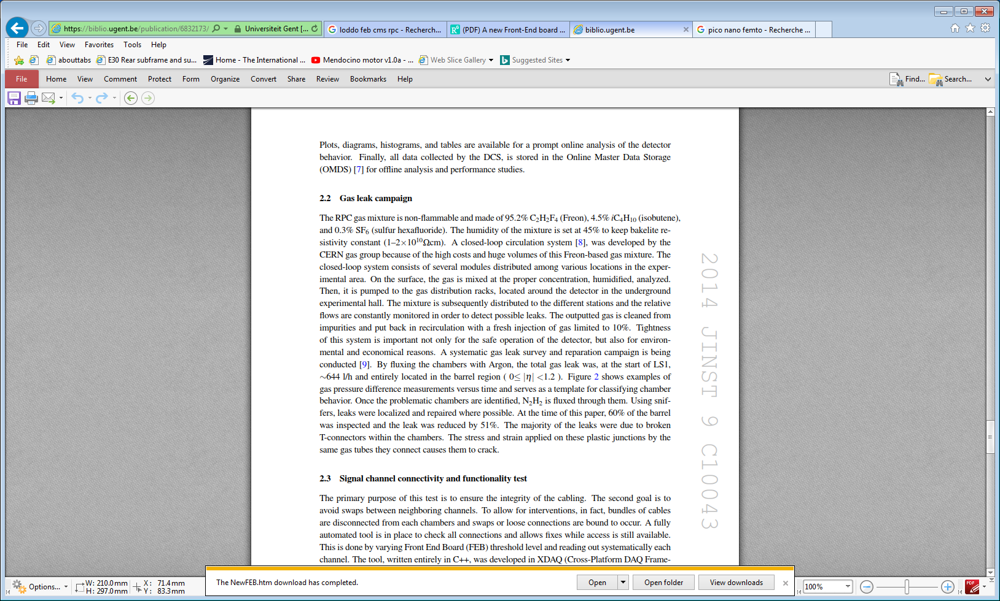 https://biblio.ugent.be/publication/6832173/
Universiteit Gent [...
loddo feb cms rpc - Recherch...
(PDF) A new Front-End board ...
biblio.ugent.be
pico nano femto - Recherche ...
File Edit View Favorites Tools Help
abouttabs
E30 Rear subframe and su...
Home - The International ...
Mendocino motor v1.0a - ...
Web Slice Gallery
Suggested Sites
File Home View Comment Protect Form Organize Convert Share Review Bookmarks Help
Find...
Search...
Plots, diagrams, histograms, and tables are available for a prompt online analysis of the detector
behavior. Finally, all data collected by the DCS, is stored in the Online Master Data Storage
(OMDS) [7] for offline analysis and performance studies.
2.2 Gas leak campaign
The RPC gas mixture is non-flammable and made of 95.2% C₂H₂F₄ (Freon), 4.5% iC₄H₁₀ (isobutene),
and 0.3% SF₆ (sulfur hexafluoride). The humidity of the mixture is set at 45% to keep bakelite re-
sistivity constant (1–2×10¹⁰Ωcm). A closed-loop circulation system [8], was developed by the
CERN gas group because of the high costs and huge volumes of this Freon-based gas mixture. The
closed-loop system consists of several modules distributed among various locations in the exper-
imental area. On the surface, the gas is mixed at the proper concentration, humidified, analyzed.
Then, it is pumped to the gas distribution racks, located around the detector in the underground
experimental hall. The mixture is subsequently distributed to the different stations and the relative
flows are constantly monitored in order to detect possible leaks. The outputted gas is cleaned from
impurities and put back in recirculation with a fresh injection of gas limited to 10%. Tightness
of this system is important not only for the safe operation of the detector, but also for environ-
mental and economical reasons. A systematic gas leak survey and reparation campaign is being
conducted [9]. By fluxing the chambers with Argon, the total gas leak was, at the start of LS1,
∼644 l/h and entirely located in the barrel region ( 0≤ |η| <1.2 ). Figure 2 shows examples of
gas pressure difference measurements versus time and serves as a template for classifying chamber
behavior. Once the problematic chambers are identified, N₂H₂ is fluxed through them. Using snif-
fers, leaks were localized and repaired where possible. At the time of this paper, 60% of the barrel
was inspected and the leak was reduced by 51%. The majority of the leaks were due to broken
T-connectors within the chambers. The stress and strain applied on these plastic junctions by the
same gas tubes they connect causes them to crack.
2.3 Signal channel connectivity and functionality test
The primary purpose of this test is to ensure the integrity of the cabling. The second goal is to
avoid swaps between neighboring channels. To allow for interventions, in fact, bundles of cables
are disconnected from each chambers and swaps or loose connections are bound to occur. A fully
automated tool is in place to check all connections and allows fixes while access is still available.
This is done by varying Front End Board (FEB) threshold level and reading out systematically each
channel. The tool, written entirely in C++, was developed in XDAQ (Cross-Platform DAQ Frame-
2014 JINST 9 C10043
The NewFEB.htm download has completed.
Open
Open folder
View downloads
Options...
W: 210.0 mm
H: 297.0 mm
X: 71.4 mm
Y: 83.3 mm
100%
PDF